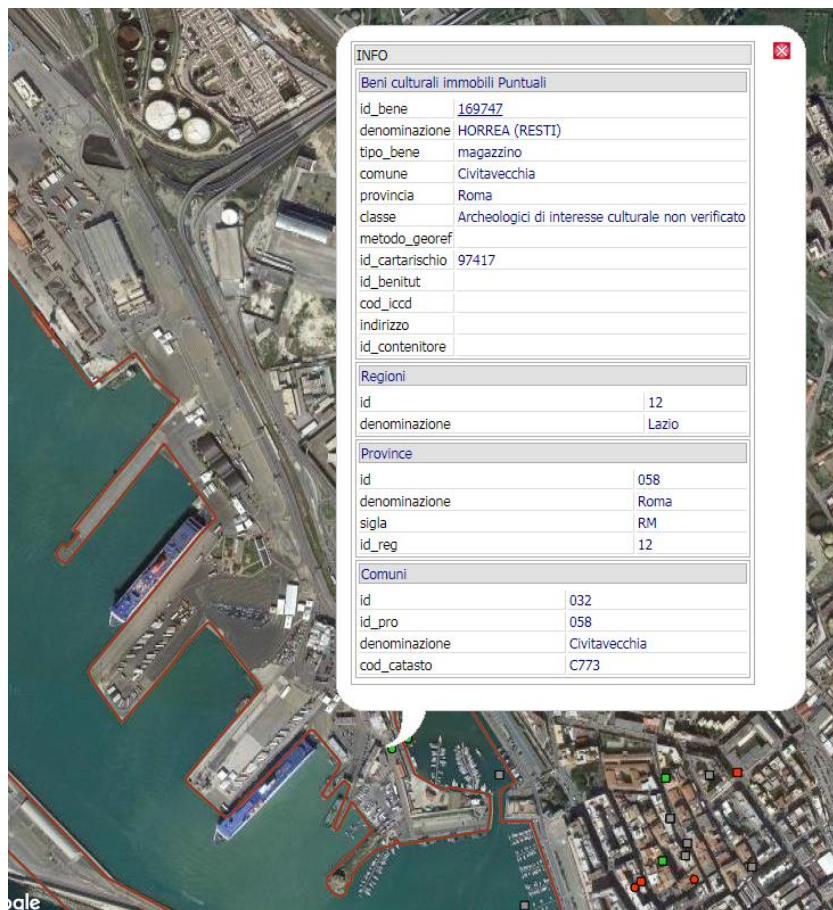 INFO
Beni culturali immobili Puntuali
id_bene 169747
denominazione HORREA (RESTI)
tipo_bene magazzino
comune Civitavecchia
provincia Roma
classe Archeologici di interesse culturale non verificato
metodo_georef
id_cartarischio 97417
id_benitut
cod_iccd
indirizzo
id_contenitore
Regioni
id 12
denominazione Lazio
Province
id 058
denominazione Roma
sigla RM
id_reg 12
Comuni
id 032
id_pro 058
denominazione Civitavecchia
cod_catasto C773
ogle